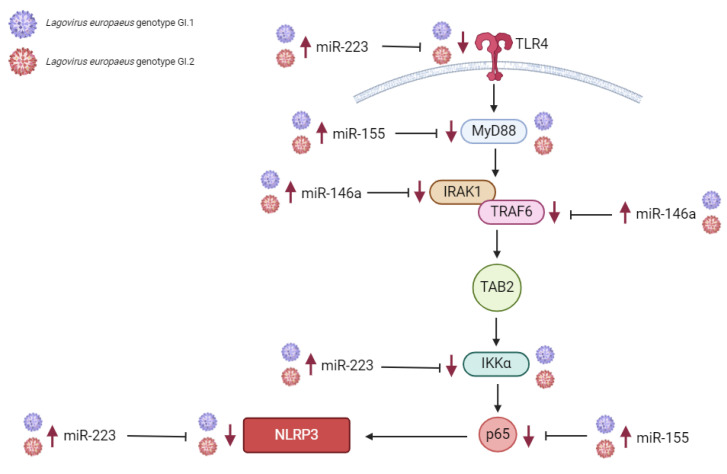 Lagovirus europaeus genotype GI.1
Lagovirus europaeus genotype GI.2
miR-223
TLR4
miR-155
MyD88
miR-146a
IRAK1
TRAF6
miR-146a
TAB2
miR-223
IKKα
miR-223
NLRP3
p65
miR-155